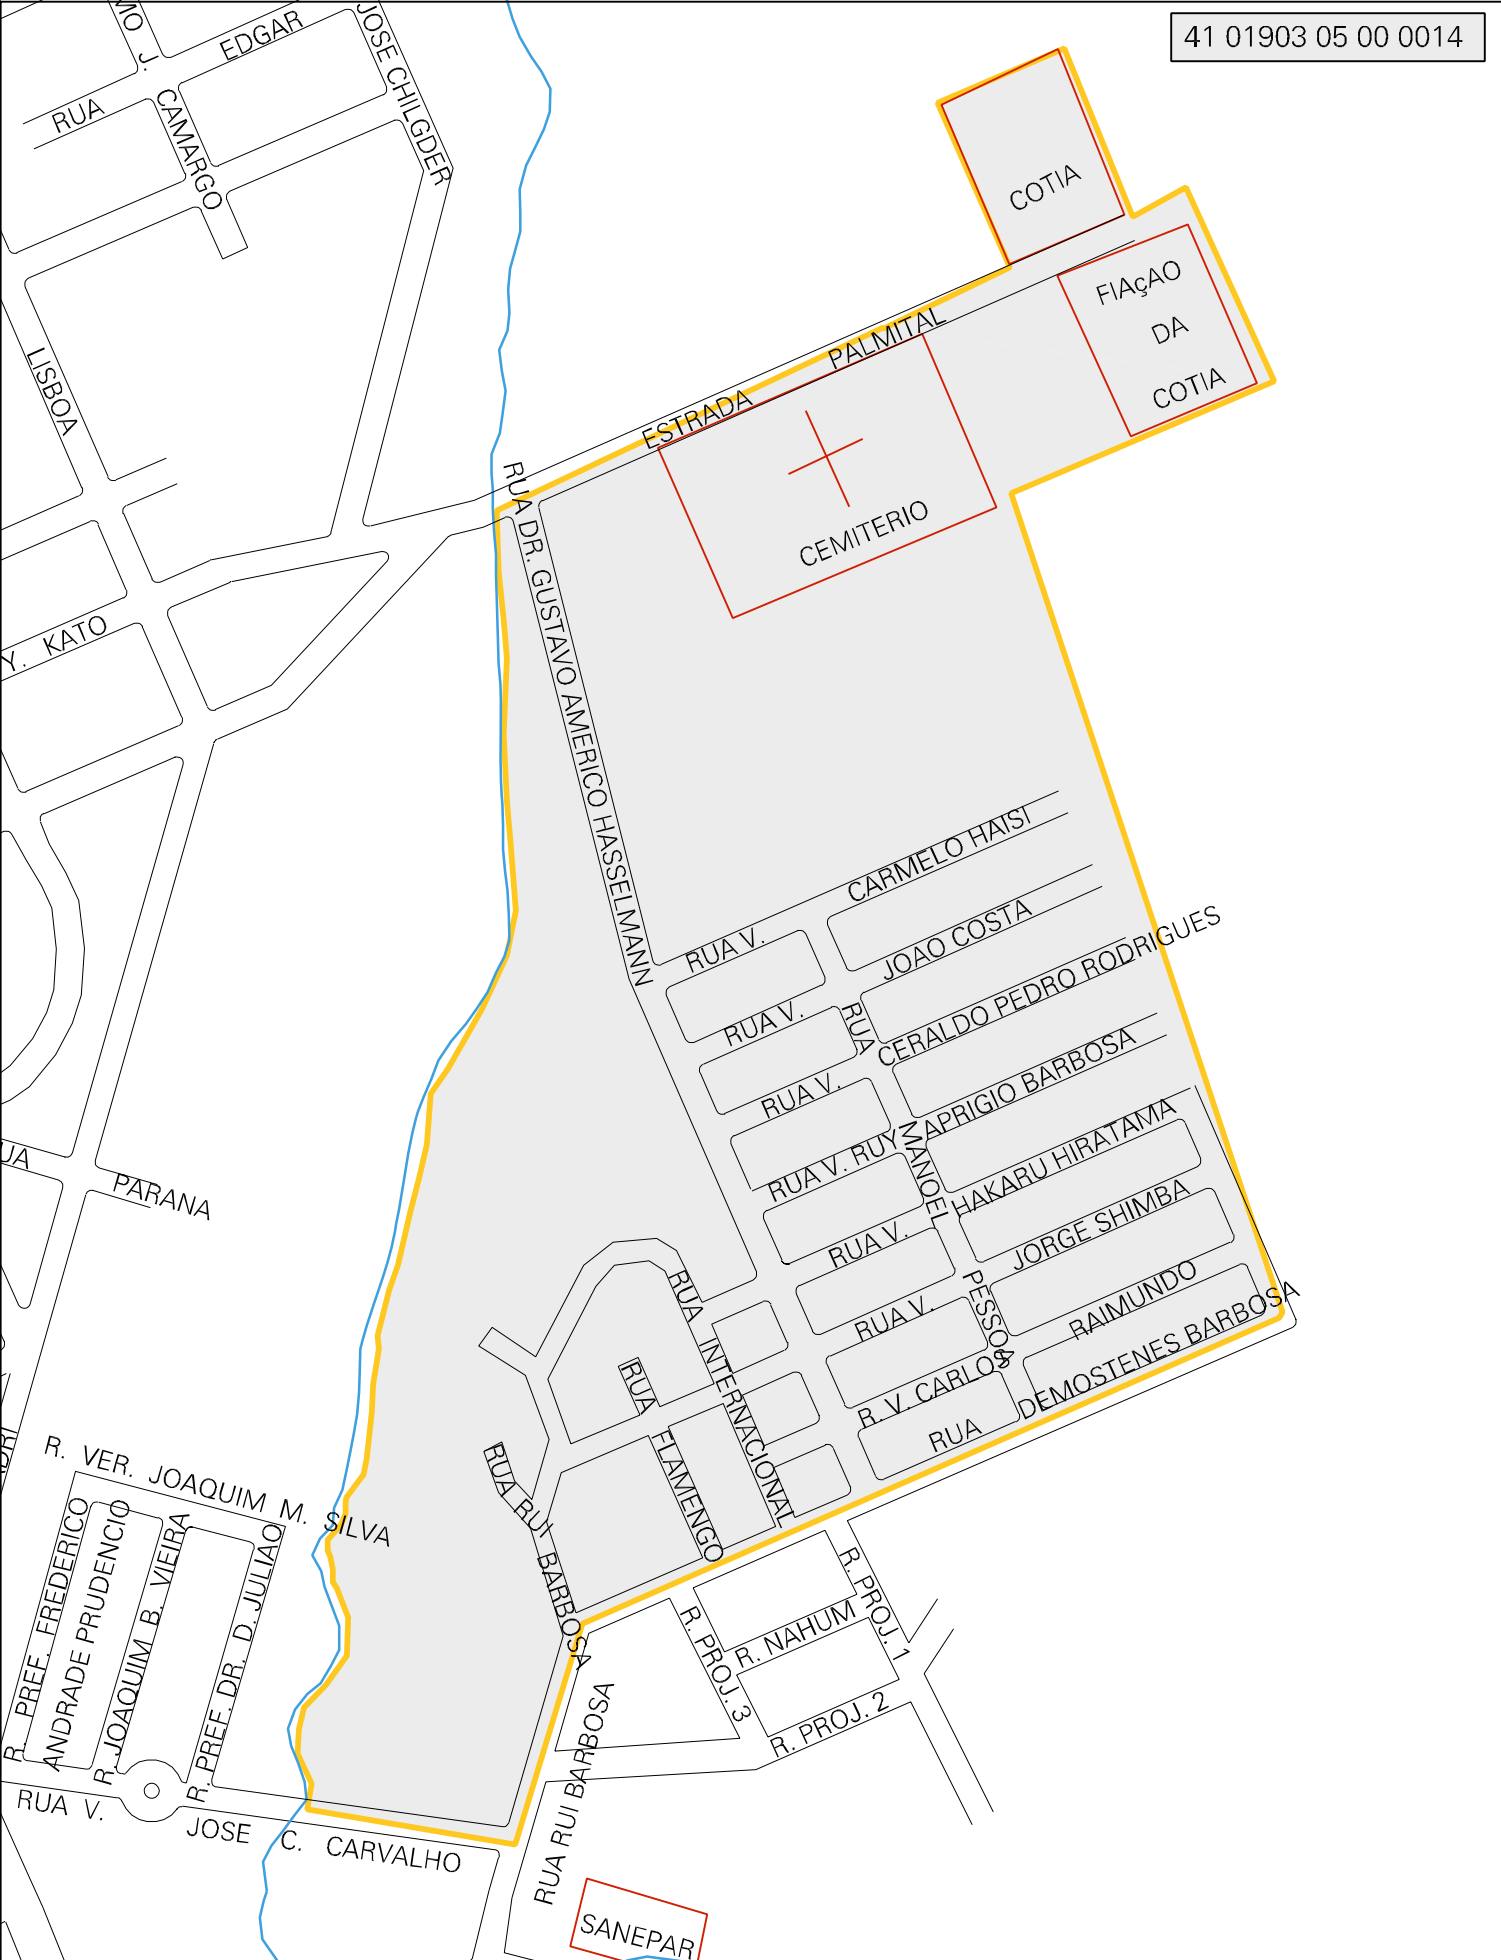 41 01903 05 00 0014
MO J. CAMARGO
RUA EDGAR
JOSE CHILGDER
COTIA
FIAçAO
DA
COTIA
ESTRADA PALMITAL
CEMITERIO
LISBOA
Y. KATO
RUA DR. GUSTAVO AMERICO HASSELMANN
RUA V. CARMELO HAISI
RUA V. JOAO COSTA
RUA V. CERALDO PEDRO RODRIGUES
RUA V. RUY APRIGIO BARBOSA
RUA V. HAKARU HIRATAMA
RUA V. JORGE SHIMBA
R. V. CARLOS RAIMUNDO
RUA DEMOSTENES BARBOSA
RUA MANOEL PESSOA
UA PARANA
RUA INTERNACIONAL
RUA FLAMENGO
RUA RUI BARBOSA
DRI
R. VER. JOAQUIM M. SILVA
R. PREF. FREDERICO
ANDRADE PRUDENCIO
R. JOAQUIM B. VIEIRA
R. PREF. DR. D. JULIAO
R. PROJ. 1
R. NAHUM
R. PROJ. 3
R. PROJ. 2
RUA V. JOSE C. CARVALHO
RUA RUI BARBOSA
SANEPAR